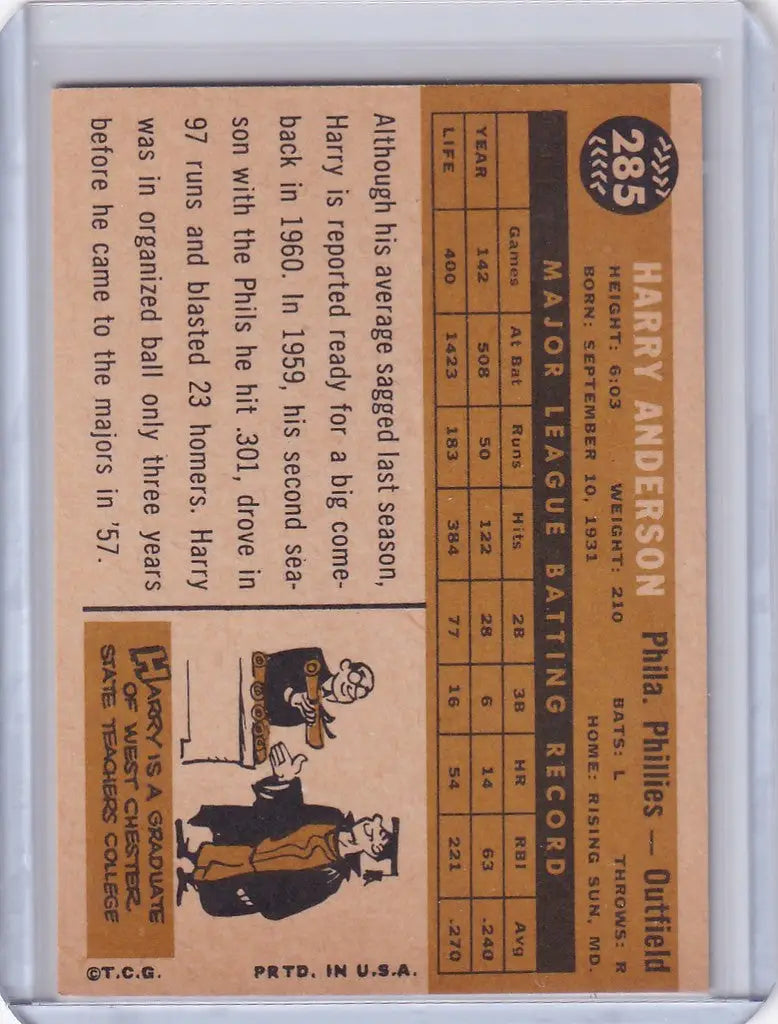 285
HARRY ANDERSON Phila. Phillies — Outfield
HEIGHT: 6:03 WEIGHT: 210 BATS: L THROWS: R
BORN: SEPTEMBER 10, 1931 HOME: RISING SUN, MD.
MAJOR LEAGUE BATTING RECORD
Games At Bat Runs Hits 2B 3B HR RBI Avg
YEAR 142 508 50 122 28 6 14 63 .240
LIFE 400 1423 183 384 77 16 54 221 .270
Although his average sagged last season,
Harry is reported ready for a big come-
back in 1960. In 1959, his second sea-
son with the Phils he hit .301, drove in
97 runs and blasted 23 homers. Harry
was in organized ball only three years
before he came to the majors in '57.
HARRY IS A GRADUATE
OF WEST CHESTER
STATE TEACHERS COLLEGE
©T.C.G. PRTD. IN U.S.A.